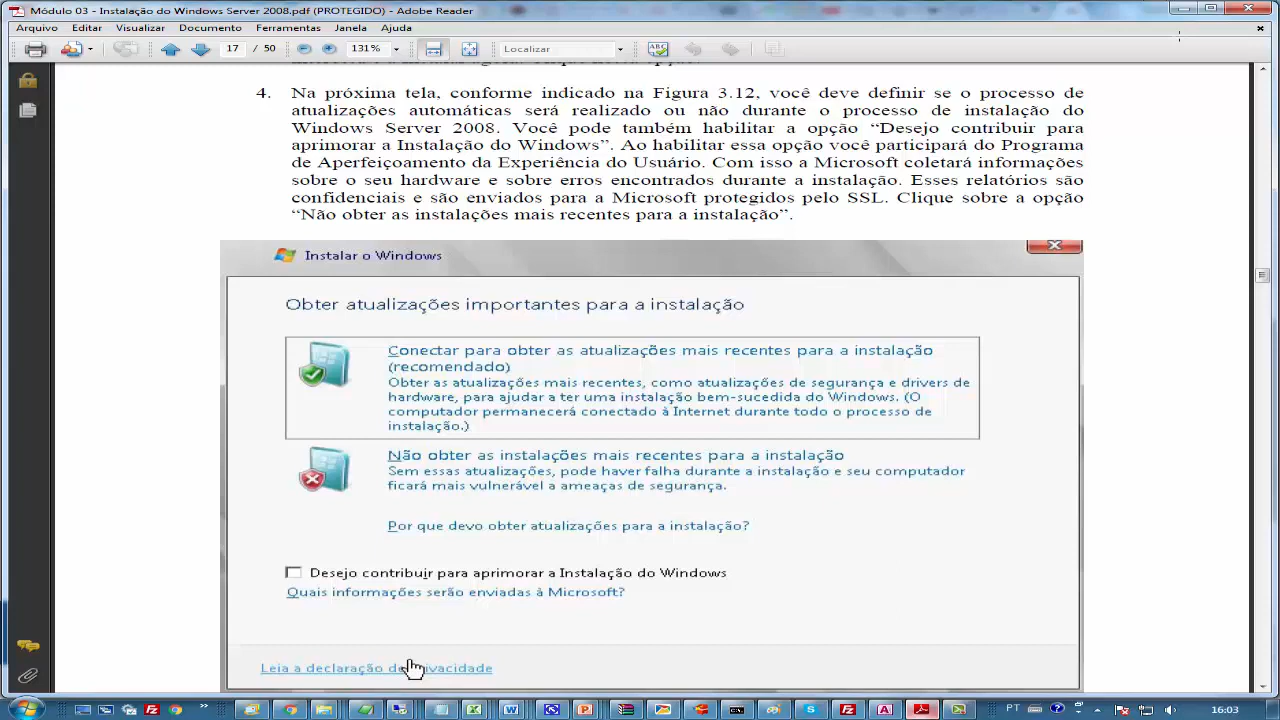 Módulo 03 - Instalação do Windows Server 2008.pdf (PROTEGIDO) - Adobe Reader
Arquivo Editar Visualizar Documento Ferramentas Janela Ajuda
17 / 50 131% Localizar
4. Na próxima tela, conforme indicado na Figura 3.12, você deve definir se o processo de
atualizações automáticas será realizado ou não durante o processo de instalação do
Windows Server 2008. Você pode também habilitar a opção “Desejo contribuir para
aprimorar a Instalação do Windows”. Ao habilitar essa opção você participará do Programa
de Aperfeiçoamento da Experiência do Usuário. Com isso a Microsoft coletará informações
sobre o seu hardware e sobre erros encontrados durante a instalação. Esses relatórios são
confidenciais e são enviados para a Microsoft protegidos pelo SSL. Clique sobre a opção
“Não obter as instalações mais recentes para a instalação”.
Instalar o Windows
Obter atualizações importantes para a instalação
Conectar para obter as atualizações mais recentes para a instalação
(recomendado)
Obter as atualizações mais recentes, como atualizações de segurança e drivers de
hardware, para ajudar a ter uma instalação bem-sucedida do Windows. (O
computador permanecerá conectado à Internet durante todo o processo de
instalação.)
Não obter as instalações mais recentes para a instalação
Sem essas atualizações, pode haver falha durante a instalação e seu computador
ficará mais vulnerável a ameaças de segurança.
Por que devo obter atualizações para a instalação?
Desejo contribuir para aprimorar a Instalação do Windows
Quais informações serão enviadas à Microsoft?
Leia a declaração de privacidade
PT 16:03